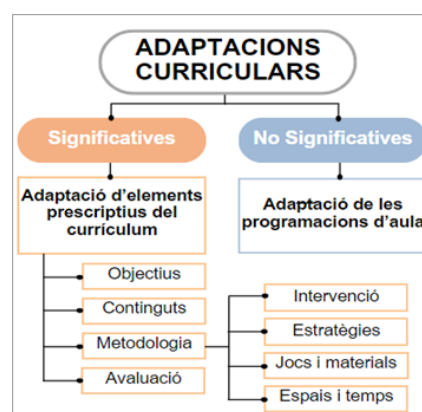 ADAPTACIONS
CURRICULARS
Significatives
No Significatives
Adaptació d'elements
prescriptius del
currículum
Adaptació de les
programacions d'aula
Objectius
Continguts
Metodologia
Avaluació
Intervenció
Estratègies
Jocs i materials
Espais i temps